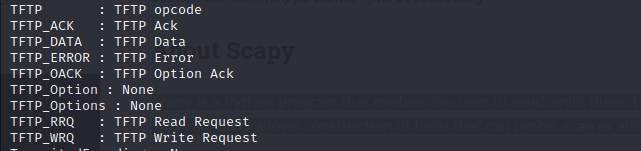 TFTP       : TFTP opcode
TFTP_ACK   : TFTP Ack
TFTP_DATA  : TFTP Data
TFTP_ERROR : TFTP Error
TFTP_OACK  : TFTP Option Ack
TFTP_Option : None
TFTP_Options : None
TFTP_RRQ   : TFTP Read Request
TFTP_WRQ   : TFTP Write Request
Scapy